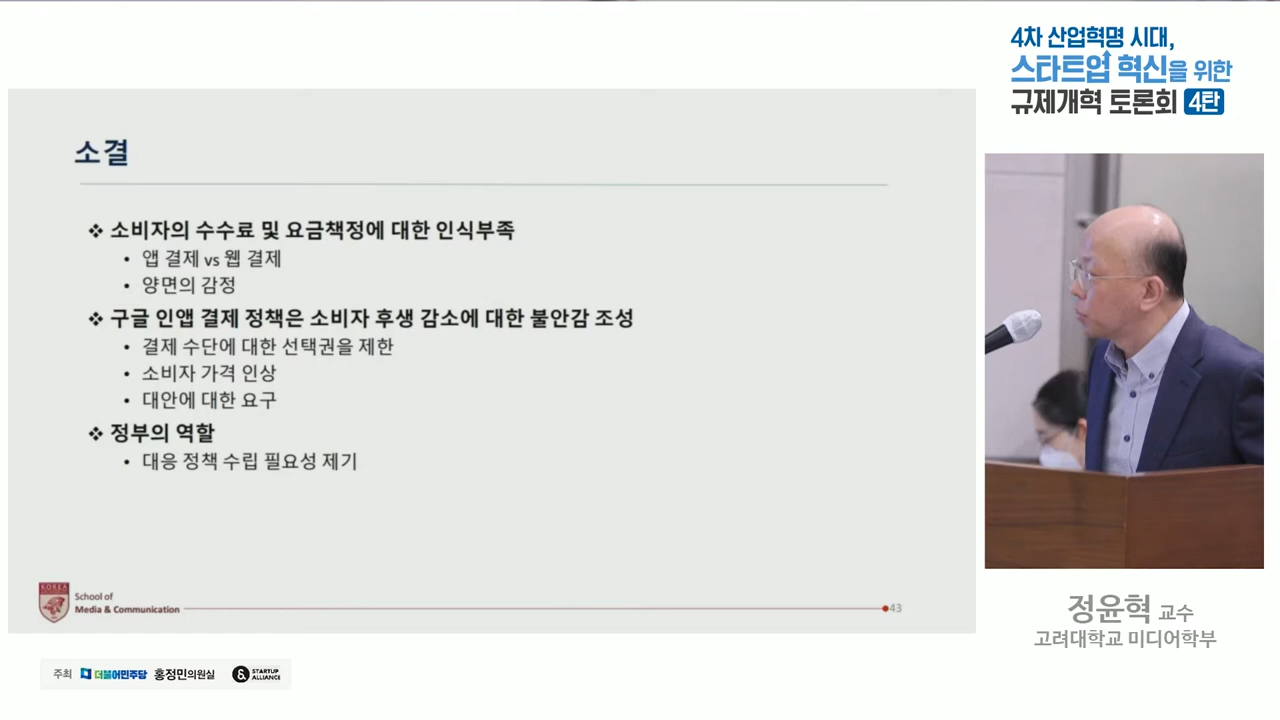 4차 산업혁명 시대,
스타트업 혁신을 위한
규제개혁 토론회 4탄
소결
❖ 소비자의 수수료 및 요금책정에 대한 인식부족
• 앱 결제 vs 웹 결제
• 양면의 감정
❖ 구글 인앱 결제 정책은 소비자 후생 감소에 대한 불안감 조성
• 결제 수단에 대한 선택권을 제한
• 소비자 가격 인상
• 대안에 대한 요구
❖ 정부의 역할
• 대응 정책 수립 필요성 제기
KOREA
School of
Media & Communication
43
정윤혁 교수
고려대학교 미디어학부
주최 더불어민주당 홍정민의원실 & STARTUP ALLIANCE